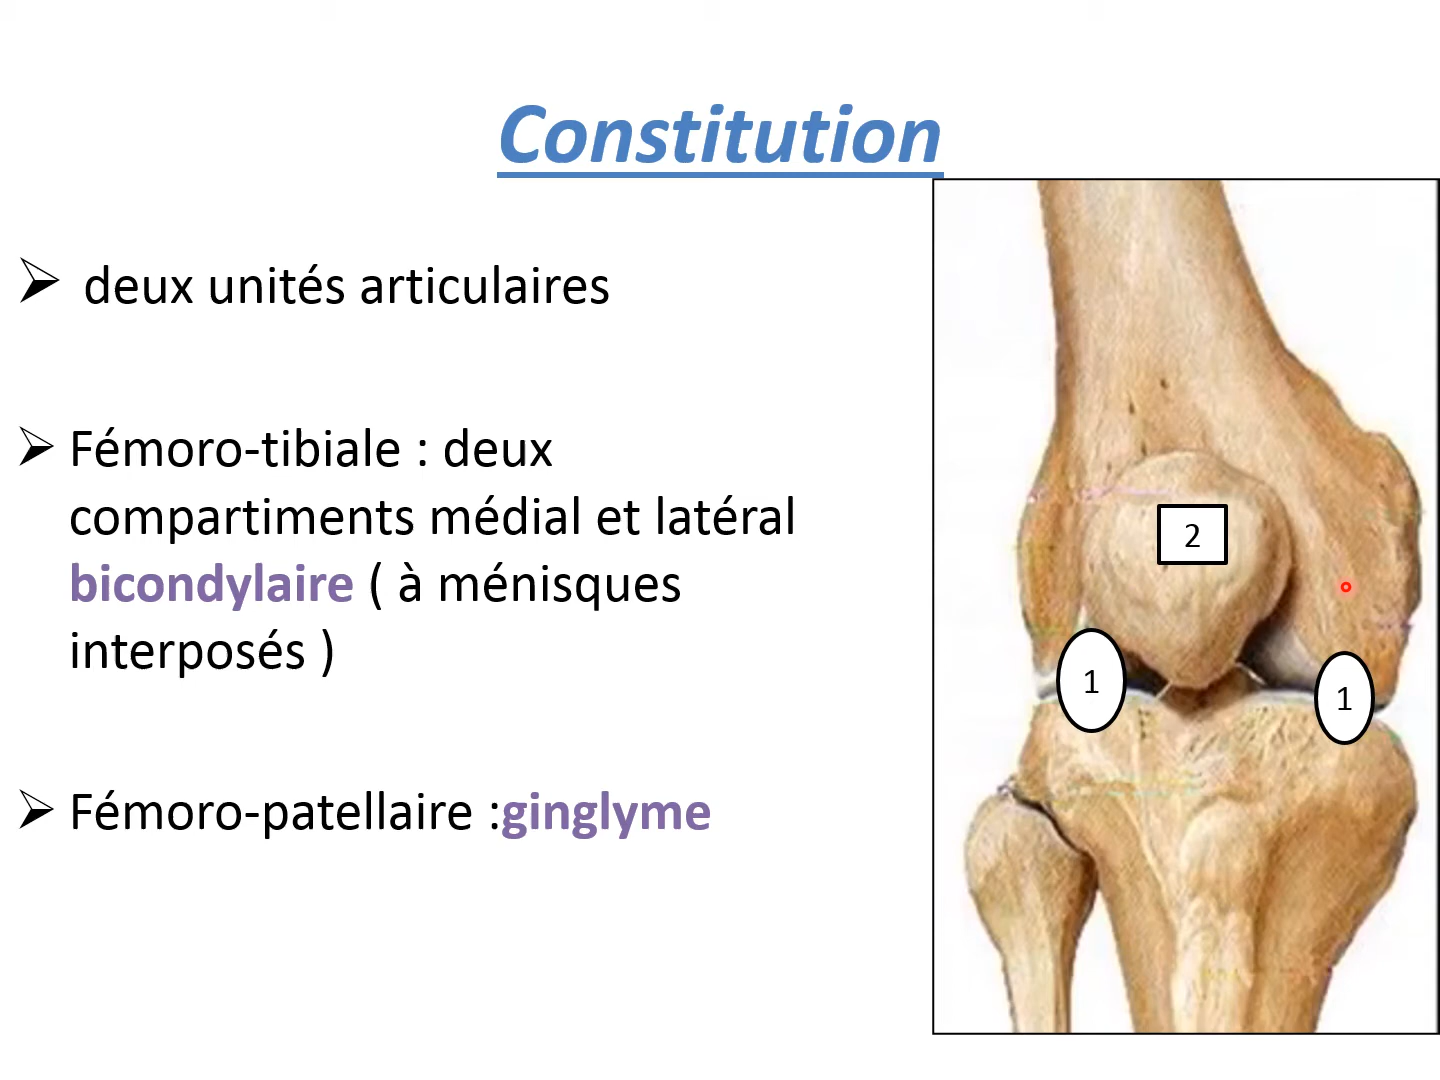 Constitution
deux unités articulaires
Fémoro-tibiale : deux
compartiments médial et latéral
bicondylaire ( à ménisques
interposés )
Fémoro-patellaire :ginglyme
2
1
1